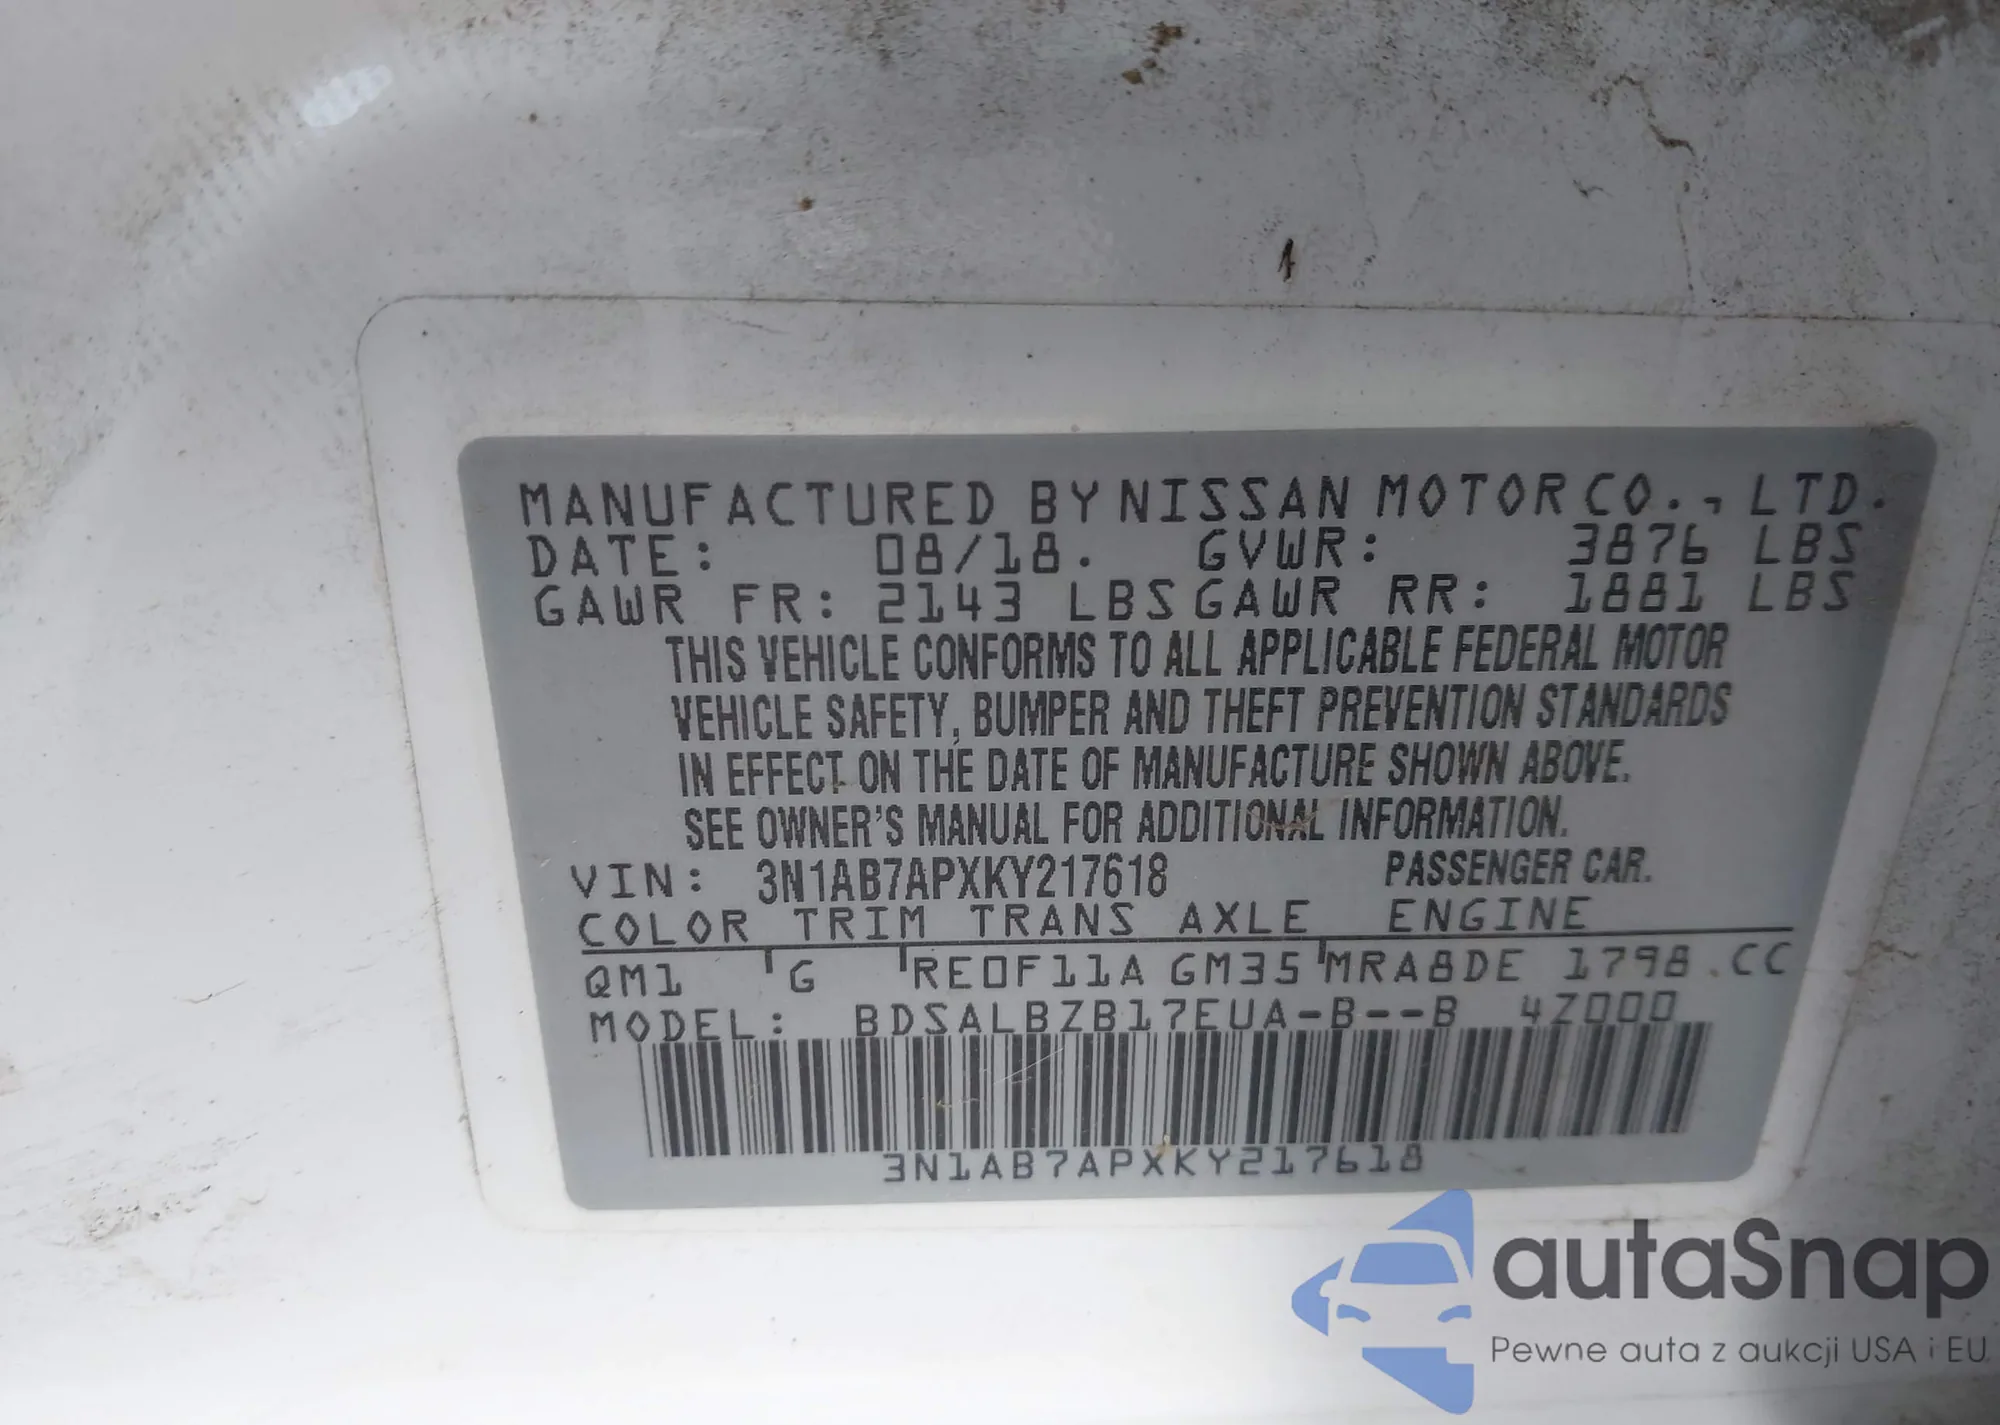 MANUFACTURED BY NISSAN MOTOR CO., LTD.
DATE: 08/18. GVWR: 3876 LBS
GAWR FR: 2143 LBS GAWR RR: 1881 LBS
THIS VEHICLE CONFORMS TO ALL APPLICABLE FEDERAL MOTOR
VEHICLE SAFETY, BUMPER AND THEFT PREVENTION STANDARDS
IN EFFECT ON THE DATE OF MANUFACTURE SHOWN ABOVE.
SEE OWNER'S MANUAL FOR ADDITIONAL INFORMATION.
VIN: 3N1AB7APXKY217618 PASSENGER CAR.
COLOR TRIM TRANS AXLE ENGINE
QM1 G RE0F11A GM35 MRA8DE 1798.CC
MODEL: BDSALBZB17EUA-B--B 4Z000
3N1AB7APXKY217618
autaSnap
Pewne auta z aukcji USA i EU